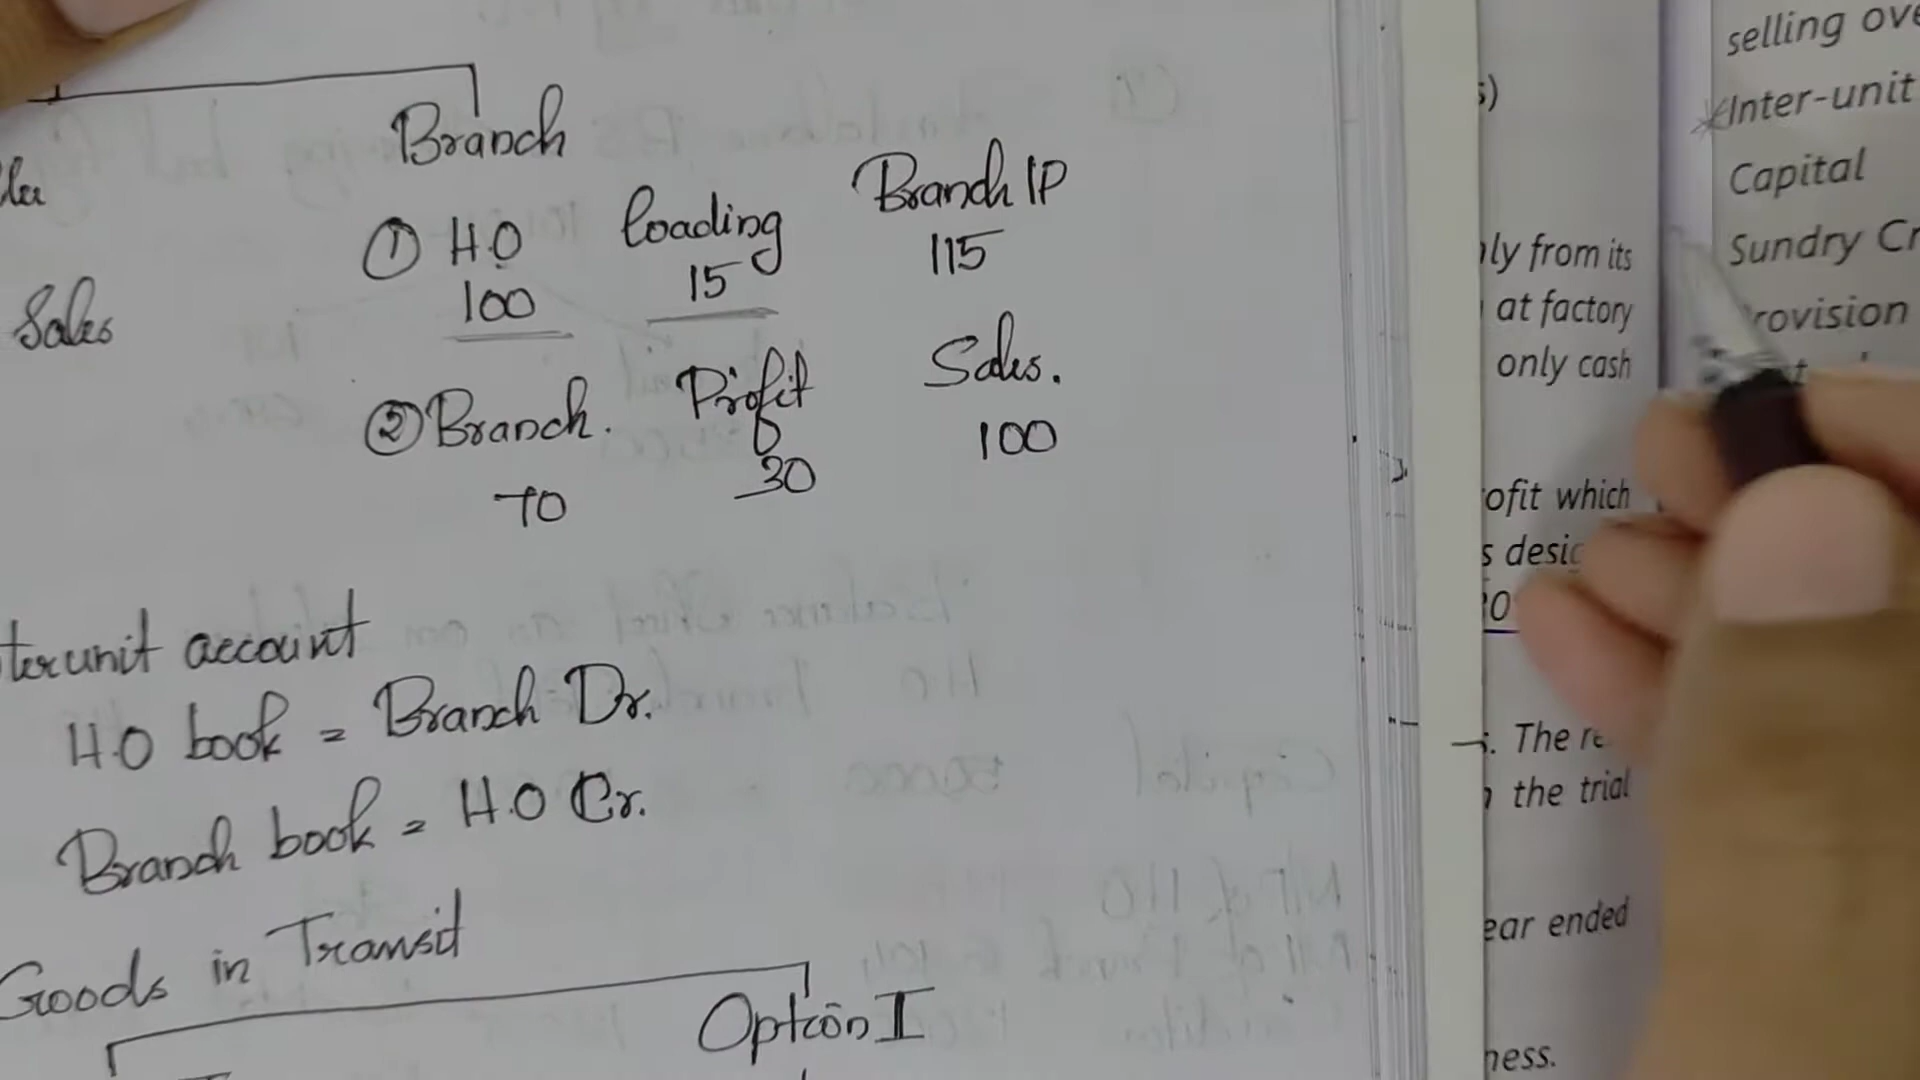 Branch
① H.O loading Branch IP
100 15 115
Sales
② Branch. Profit Sales.
70 30 100
unit account
H.O book = Branch Dr.
Branch book = H.O Cr.
Goods in Transit
Option I
s)
ly from its
at factory
only cash
ofit which
s desig
. The re
the trial
ear ended
ness.
selling ove
Inter-unit
Capital
Sundry Cr
rovision